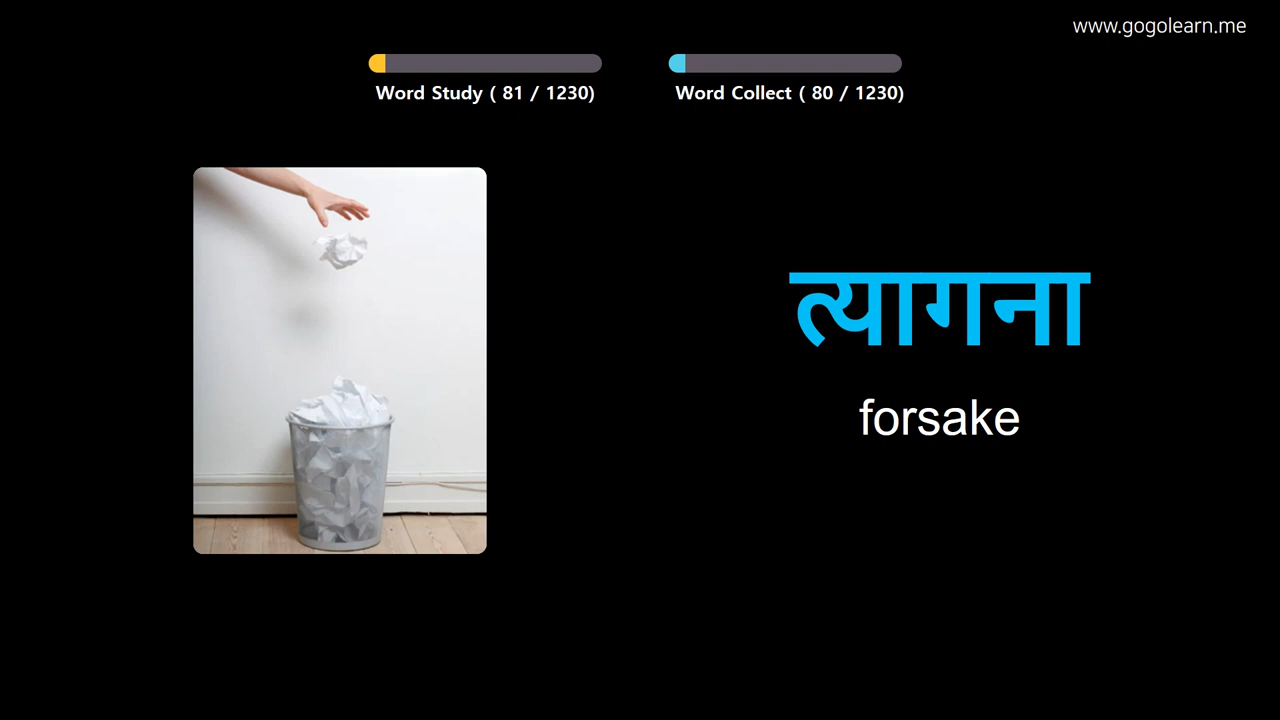 www.gogolearn.me
Word Study ( 81 / 1230)
Word Collect ( 80 / 1230)
त्यागना
forsake